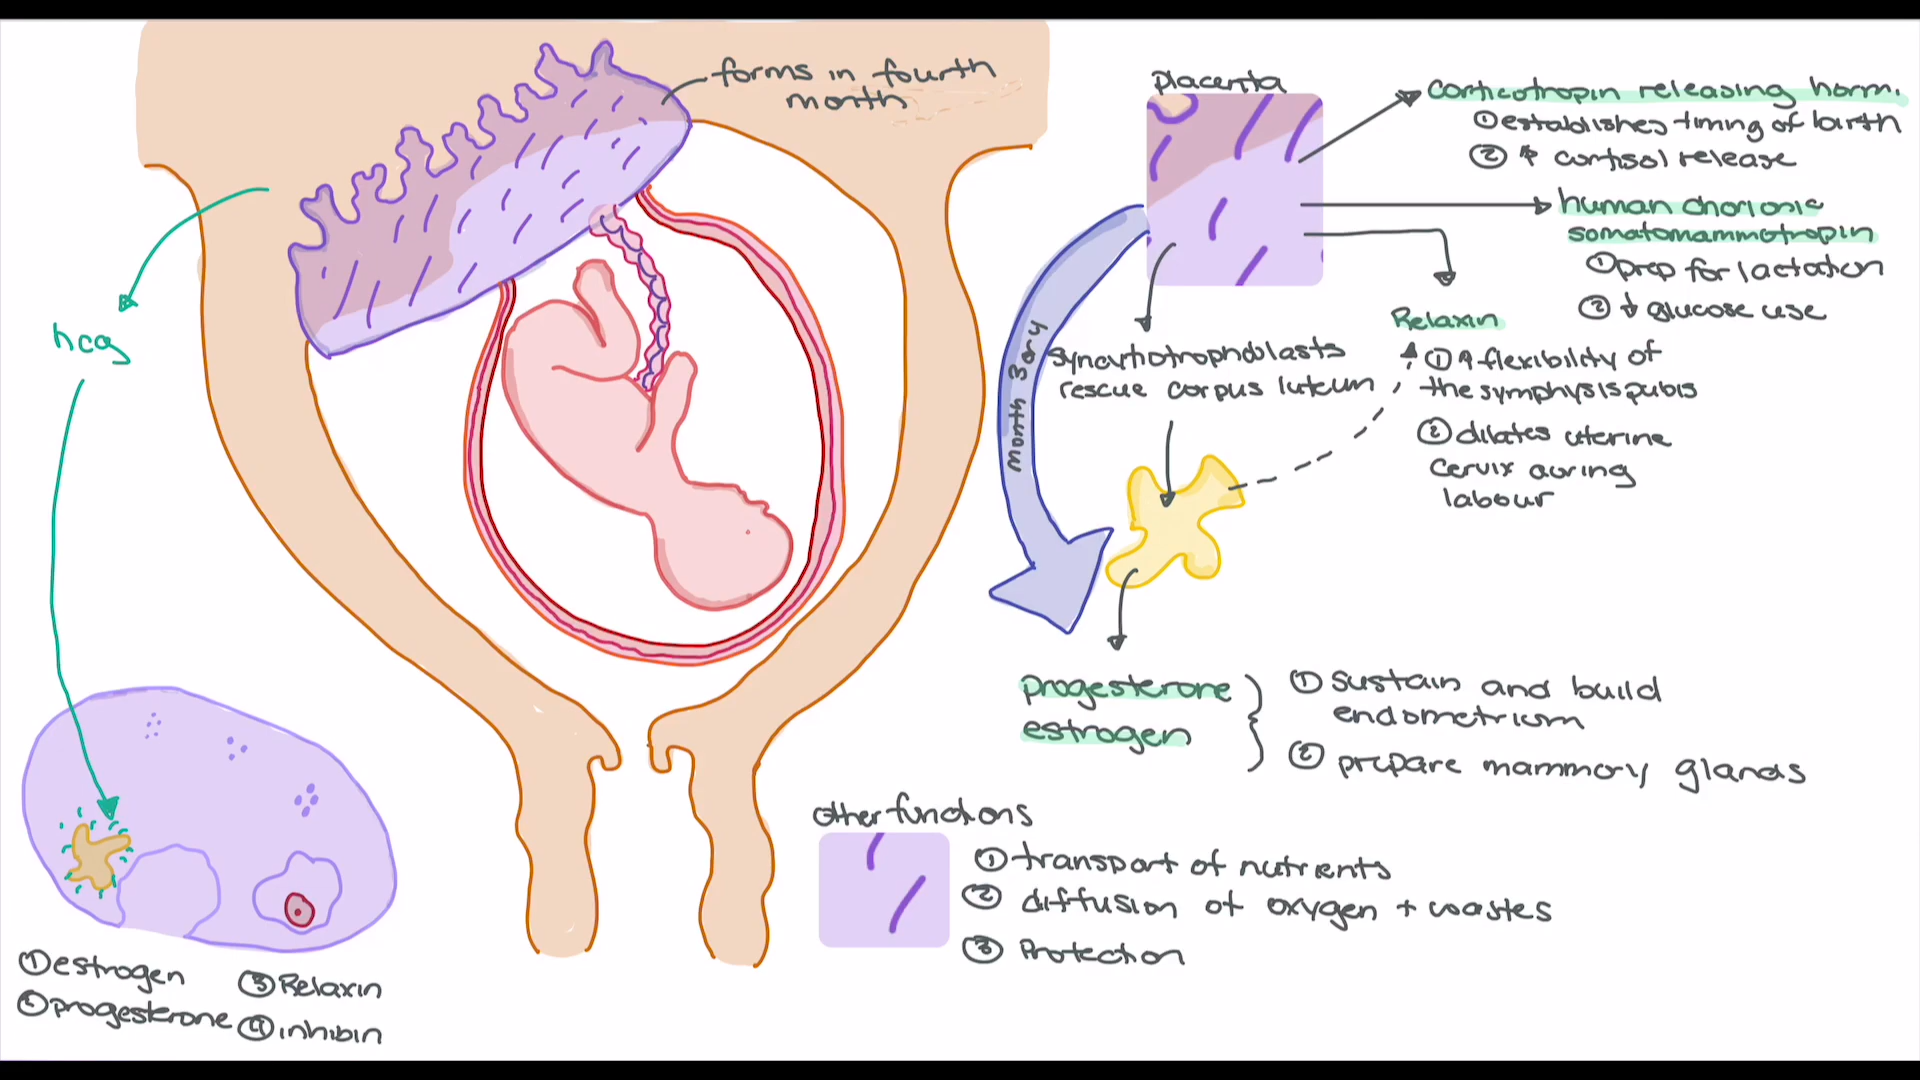 forms in fourth
month
hcg
① estrogen
② progesterone
③ Relaxin
④ inhibin
Placenta
corticotropin releasing horm.
① establishes timing of birth
② ↑ cortisol release
human chorionic
somatomammotropin
① prep for lactation
② ↓ glucose use
Relaxin
① ↑ flexibility of
the symphysis pubis
② dilates uterine
cervix during
labour
syncytiotrophoblasts
rescue corpus luteum
month 3 or 4
progesterone
estrogen
① sustain and build
endometrium
② prepare mammory glands
other functions
① transport of nutrients
② diffusion of oxygen + wastes
③ Protection